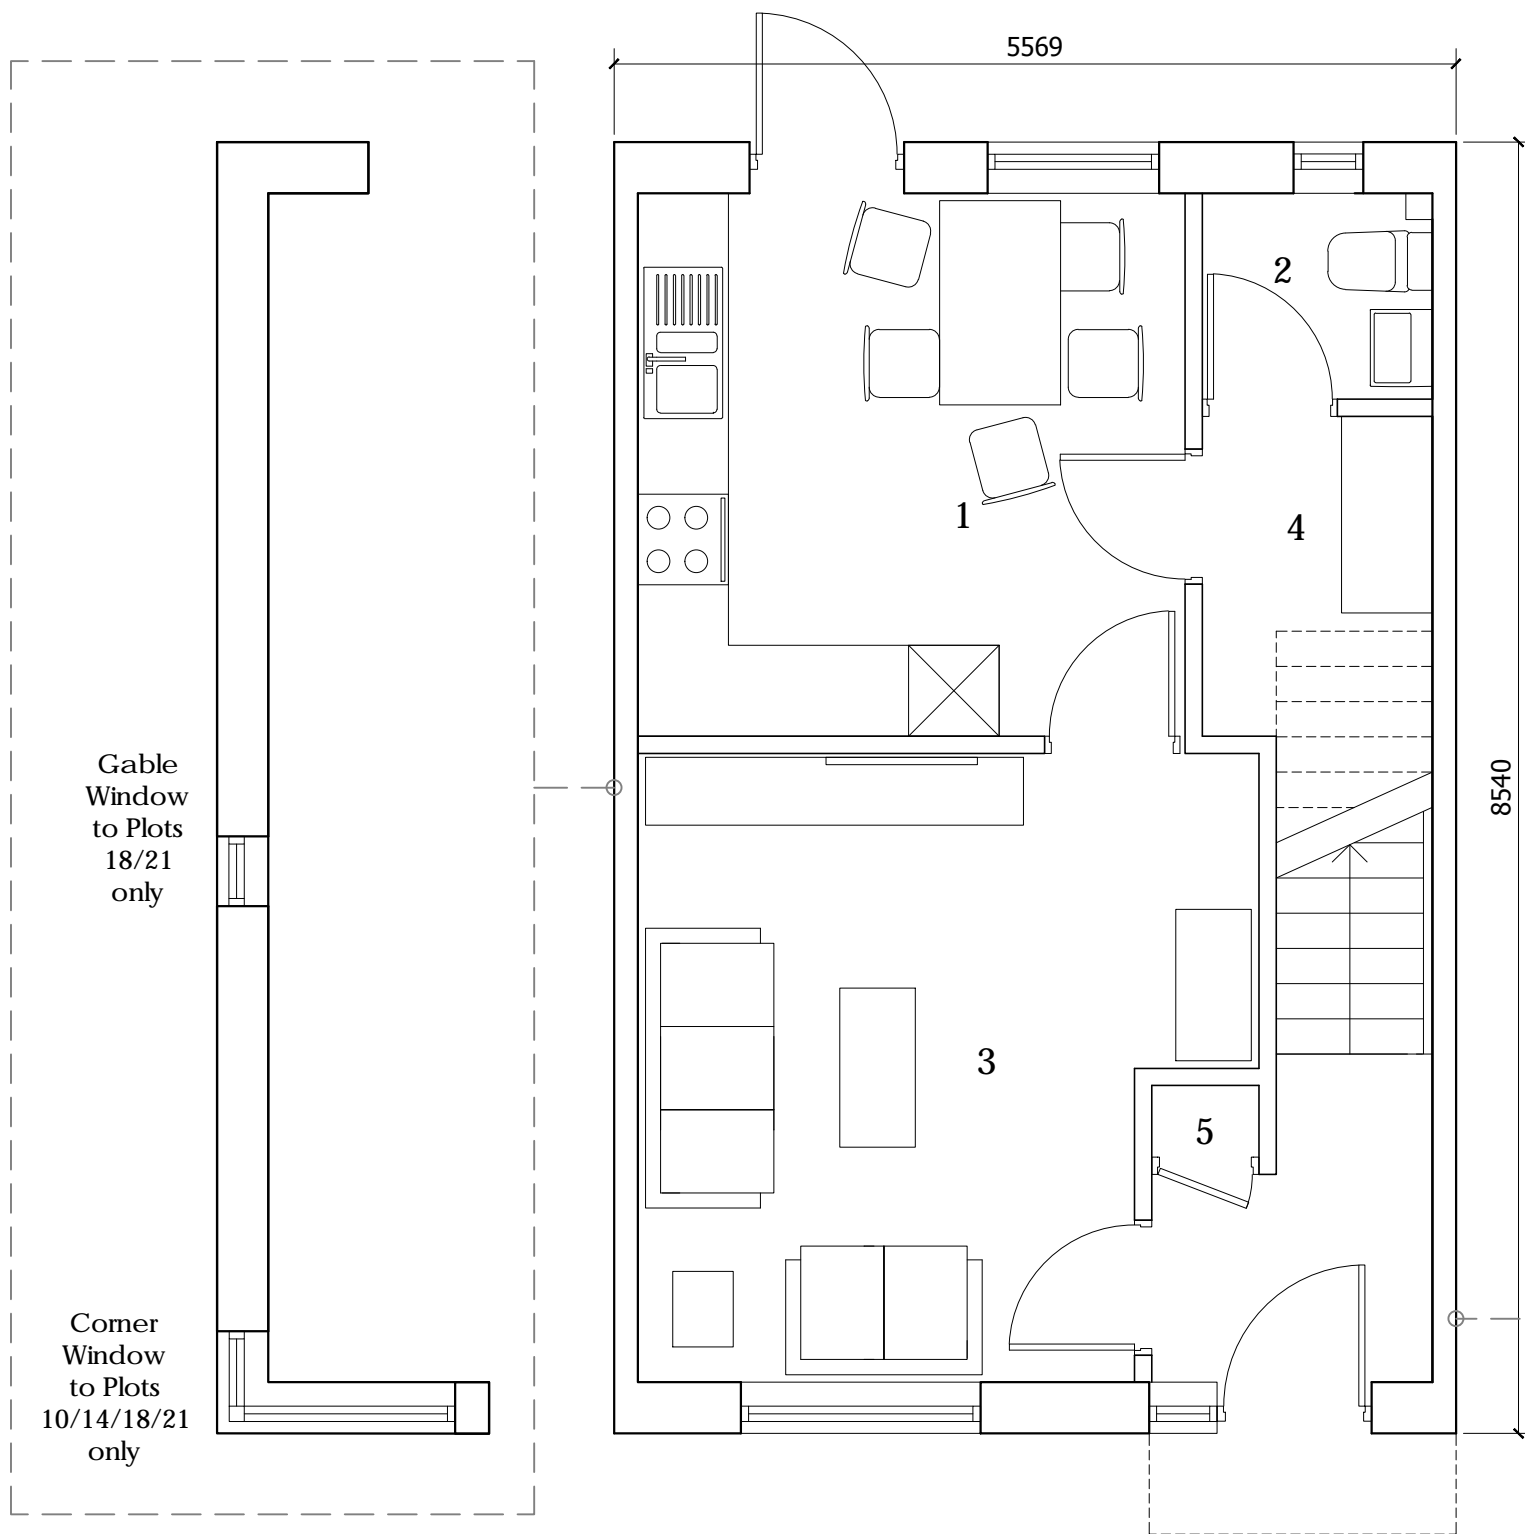 5569
2
1
4
Gable
Window
to Plots
18/21
only
8540
3
5
Corner
Window
to Plots
10/14/18/21
only